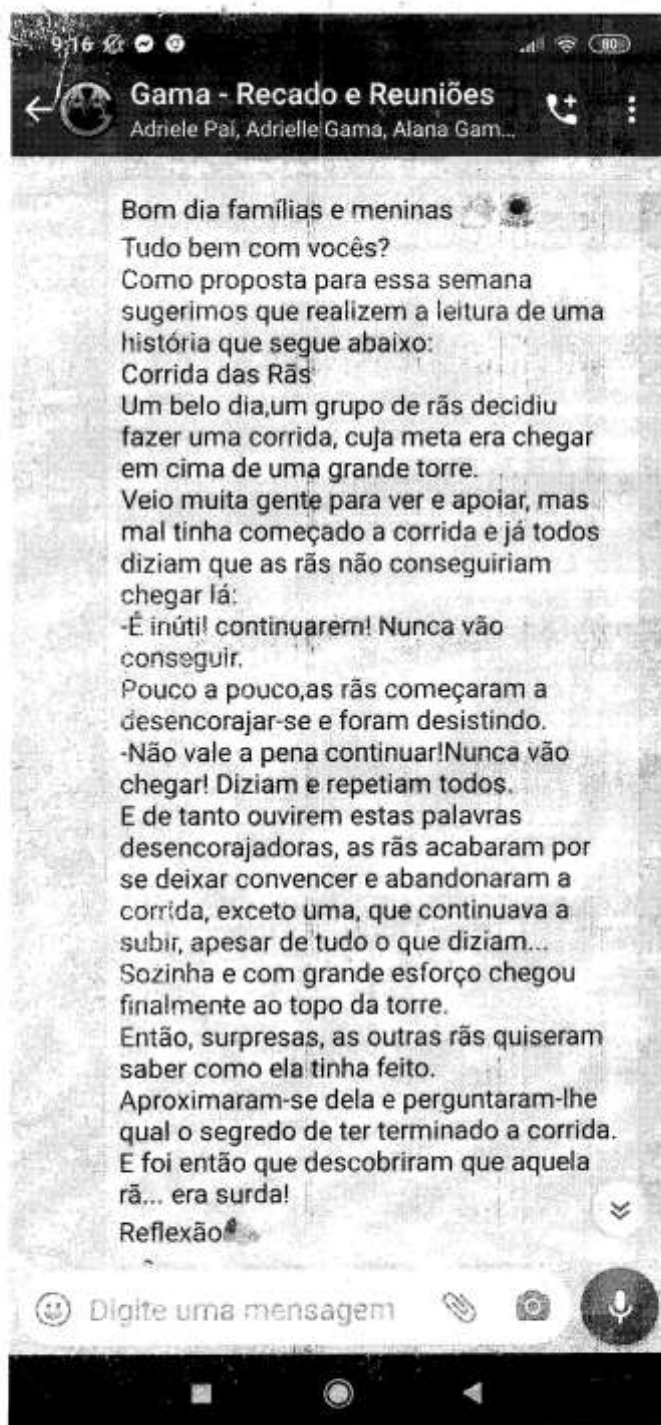 9:16
80
Gama - Recado e Reuniões
Adriele Pai, Adrielle Gama, Alana Gam...
Bom dia famílias e meninas
Tudo bem com vocês?
Como proposta para essa semana
sugerimos que realizem a leitura de uma
história que segue abaixo:
Corrida das Rãs
Um belo dia,um grupo de rãs decidiu
fazer uma corrida, cuja meta era chegar
em cima de uma grande torre.
Veio muita gente para ver e apoiar, mas
mal tinha começado a corrida e já todos
diziam que as rãs não conseguiriam
chegar lá:
-É inútil continuarem! Nunca vão
conseguir.
Pouco a pouco,as rãs começaram a
desencorajar-se e foram desistindo.
-Não vale a pena continuar!Nunca vão
chegar! Diziam e repetiam todos.
E de tanto ouvirem estas palavras
desencorajadoras, as rãs acabaram por
se deixar convencer e abandonaram a
corrida, exceto uma, que continuava a
subir, apesar de tudo o que diziam...
Sozinha e com grande esforço chegou
finalmente ao topo da torre.
Então, surpresas, as outras rãs quiseram
saber como ela tinha feito.
Aproximaram-se dela e perguntaram-lhe
qual o segredo de ter terminado a corrida.
E foi então que descobriram que aquela
rã... era surda!
Reflexão
Digite uma mensagem